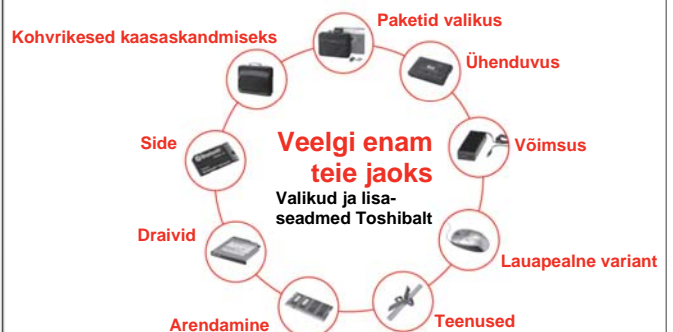 Paketid valikus
Kohvrikesed kaasaskandmiseks
Ühenduvus
Side
Veelgi enam
teie jaoks
Võimsus
Valikud ja lisa-
seadmed Toshibalt
Draivid
Lauapealne variant
Arendamine
Teenused